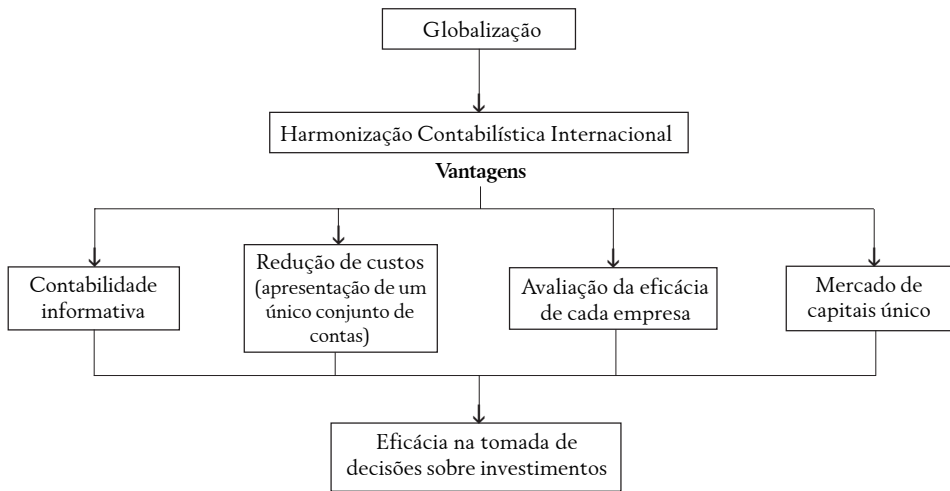 Globalização
Harmonização Contabilística Internacional
Vantagens
Contabilidade
informativa
Redução de custos
(apresentação de um
único conjunto de
contas)
Avaliação da eficácia
de cada empresa
Mercado de
capitais único
Eficácia na tomada de
decisões sobre investimentos